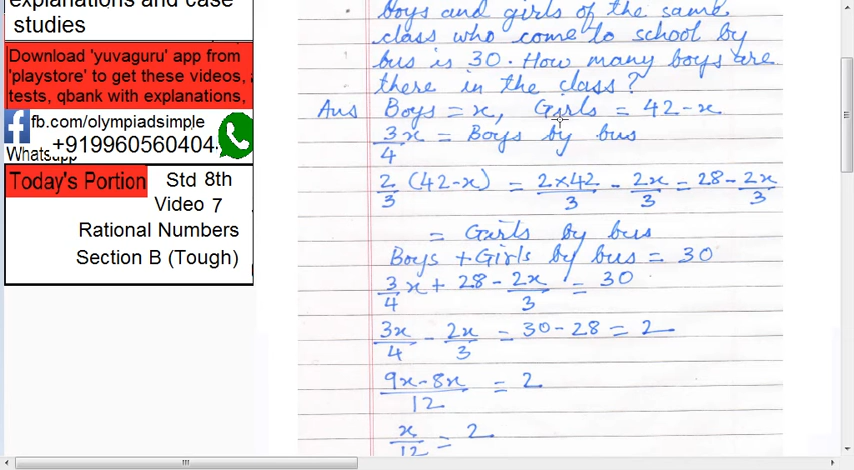 explanations and case
studies
Download 'yuvaguru' app from
'playstore' to get these videos,
tests, qbank with explanations,
fb.com/olympiadsimple
Whatsapp +919960560404
Today's Portion Std 8th
Video 7
Rational Numbers
Section B (Tough)
boys and girls of the same
class who come to school by
bus is 30. How many boys are
there in the class?
Ans Boys = x, Girls = 42-x
3x/4 = Boys by bus
2/3 (42-x) = 2×42/3 - 2x/3 = 28 - 2x/3
= Girls by bus
Boys + Girls by bus = 30
3/4 x + 28 - 2x/3 = 30
3x/4 - 2x/3 = 30-28 = 2
9x-8x/12 = 2
x/12 = 2